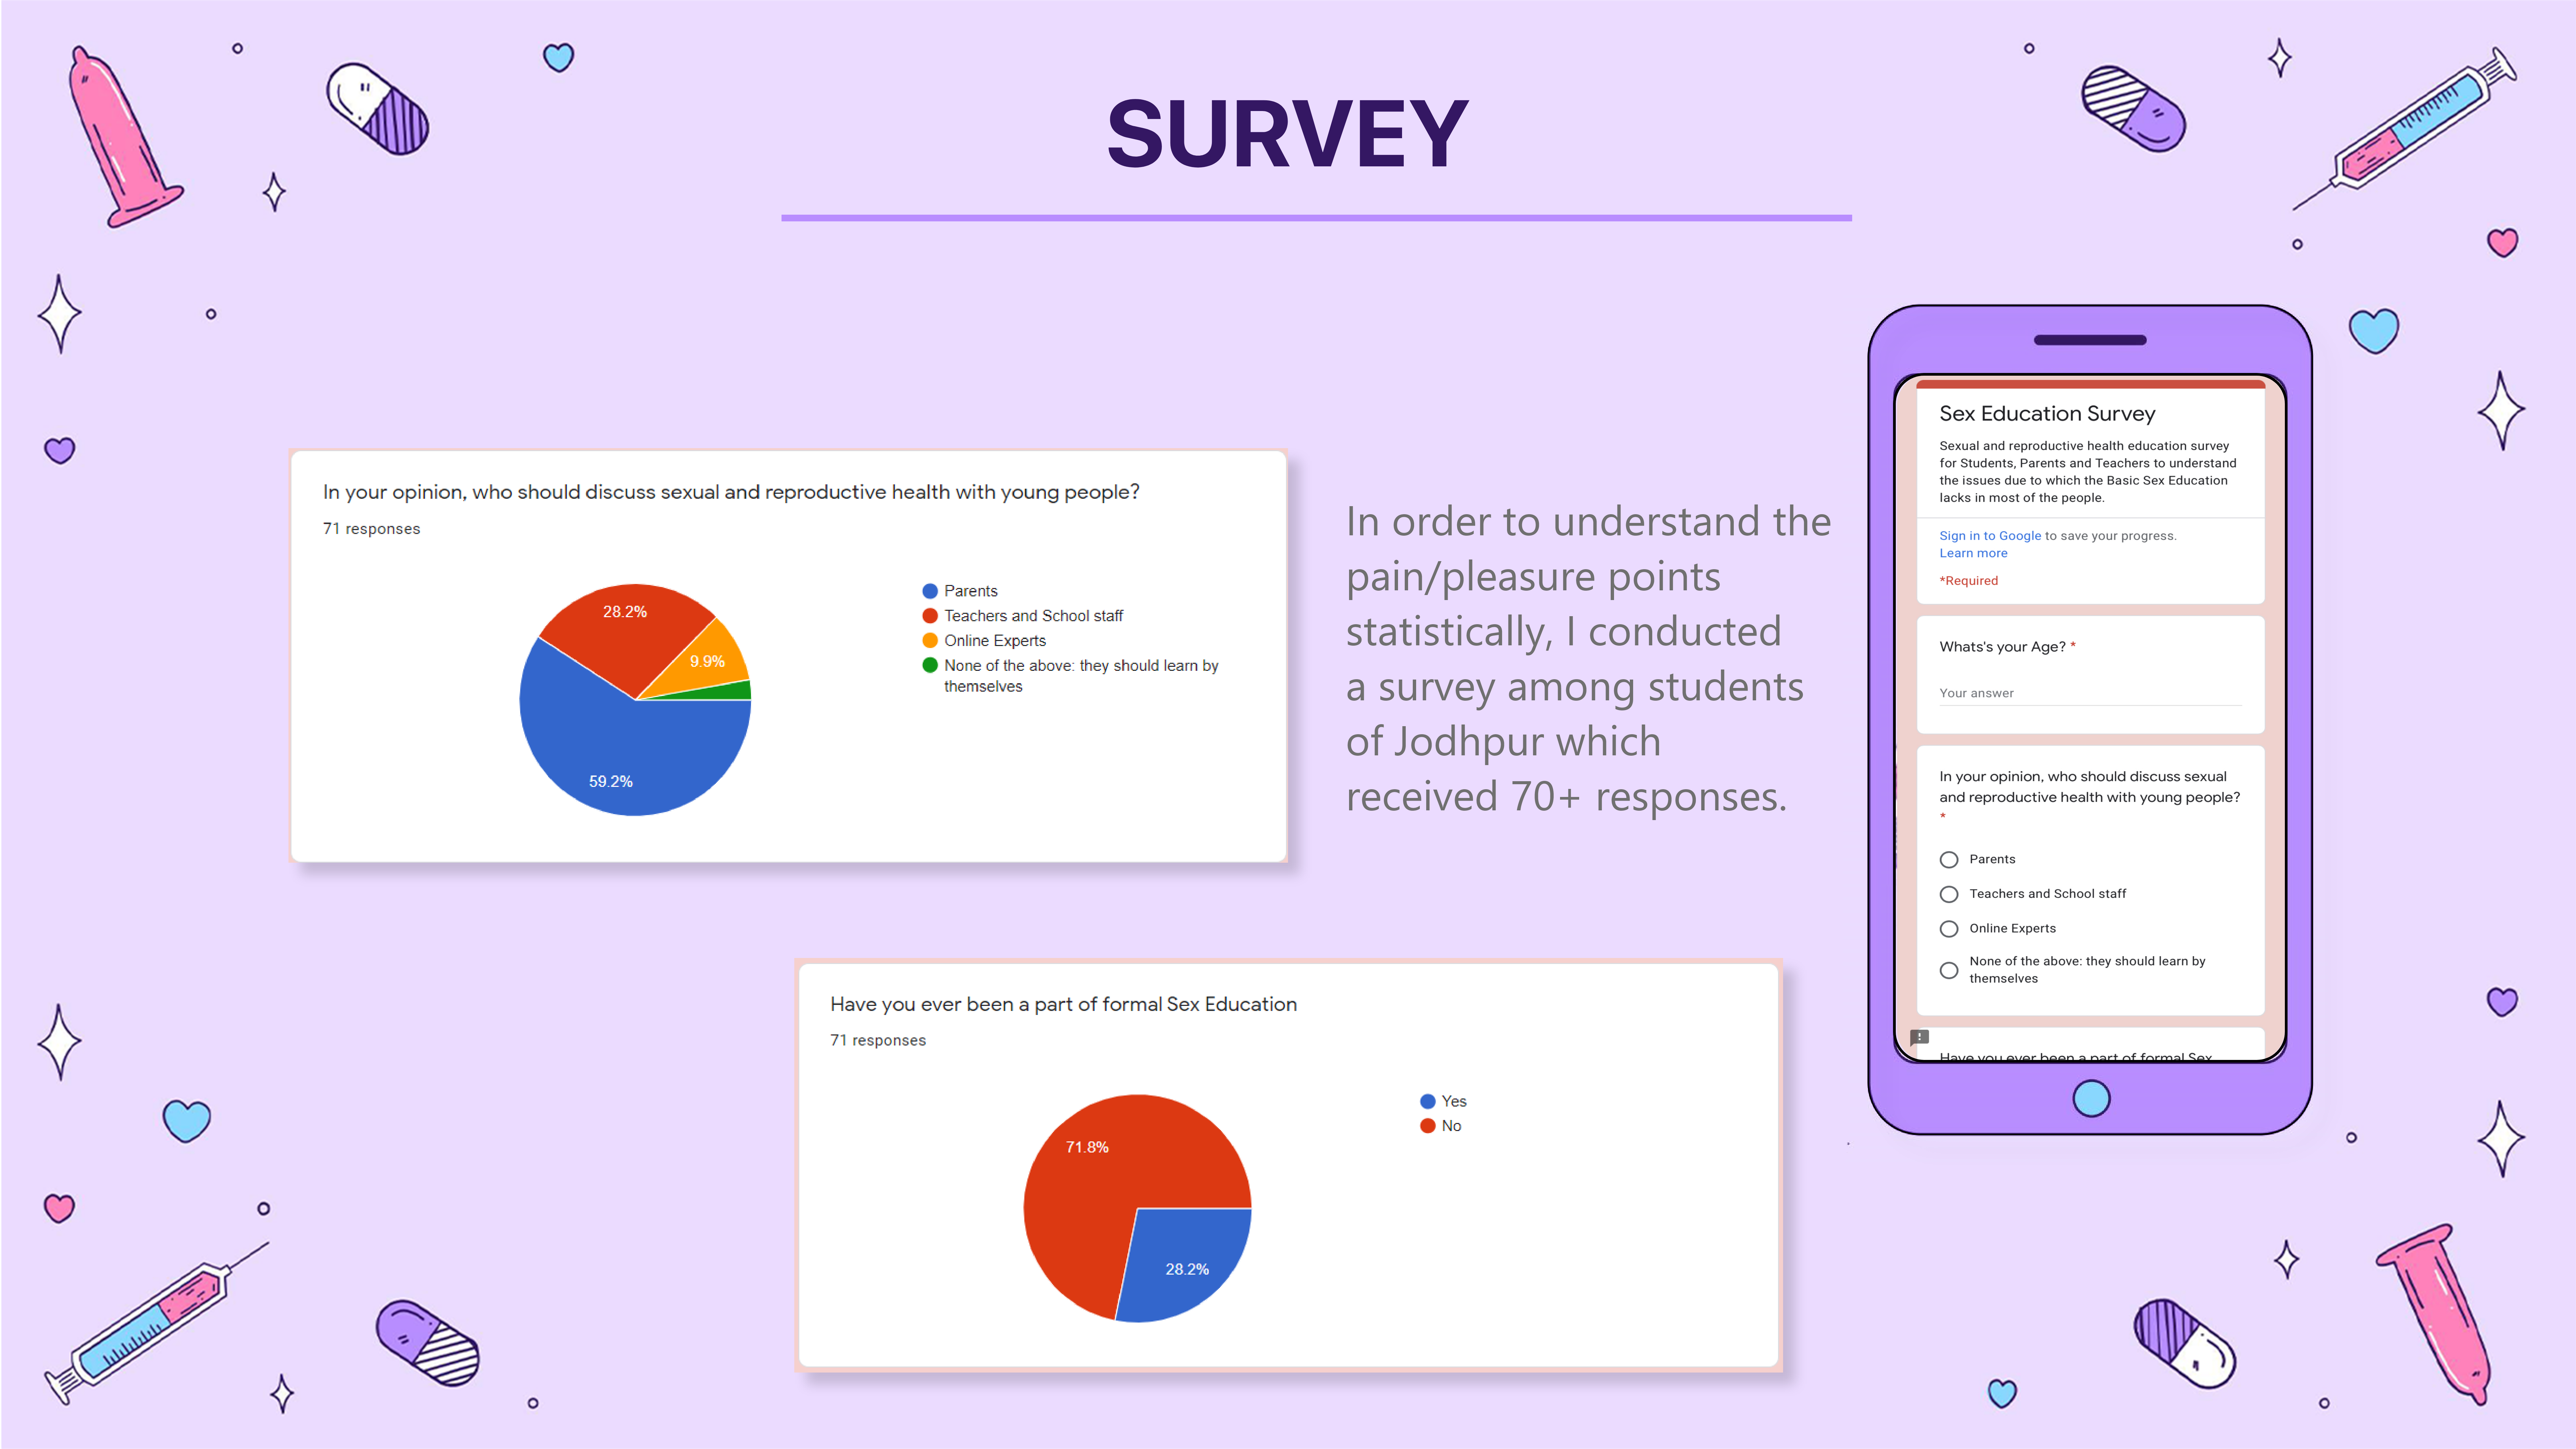 SURVEY
In your opinion, who should discuss sexual and reproductive health with young people?
71 responses
28.2%
9.9%
59.2%
Parents
Teachers and School staff
Online Experts
None of the above: they should learn by
themselves
In order to understand the
pain/pleasure points
statistically, I conducted
a survey among students
of Jodhpur which
received 70+ responses.
Have you ever been a part of formal Sex Education
71 responses
71.8%
28.2%
Yes
No
Sex Education Survey
Sexual and reproductive health education survey
for Students, Parents and Teachers to understand
the issues due to which the Basic Sex Education
lacks in most of the people.
Sign in to Google to save your progress.
Learn more
*Required
Whats's your Age? *
Your answer
In your opinion, who should discuss sexual
and reproductive health with young people?
*
Parents
Teachers and School staff
Online Experts
None of the above: they should learn by
themselves
Have you ever been a part of formal Sex